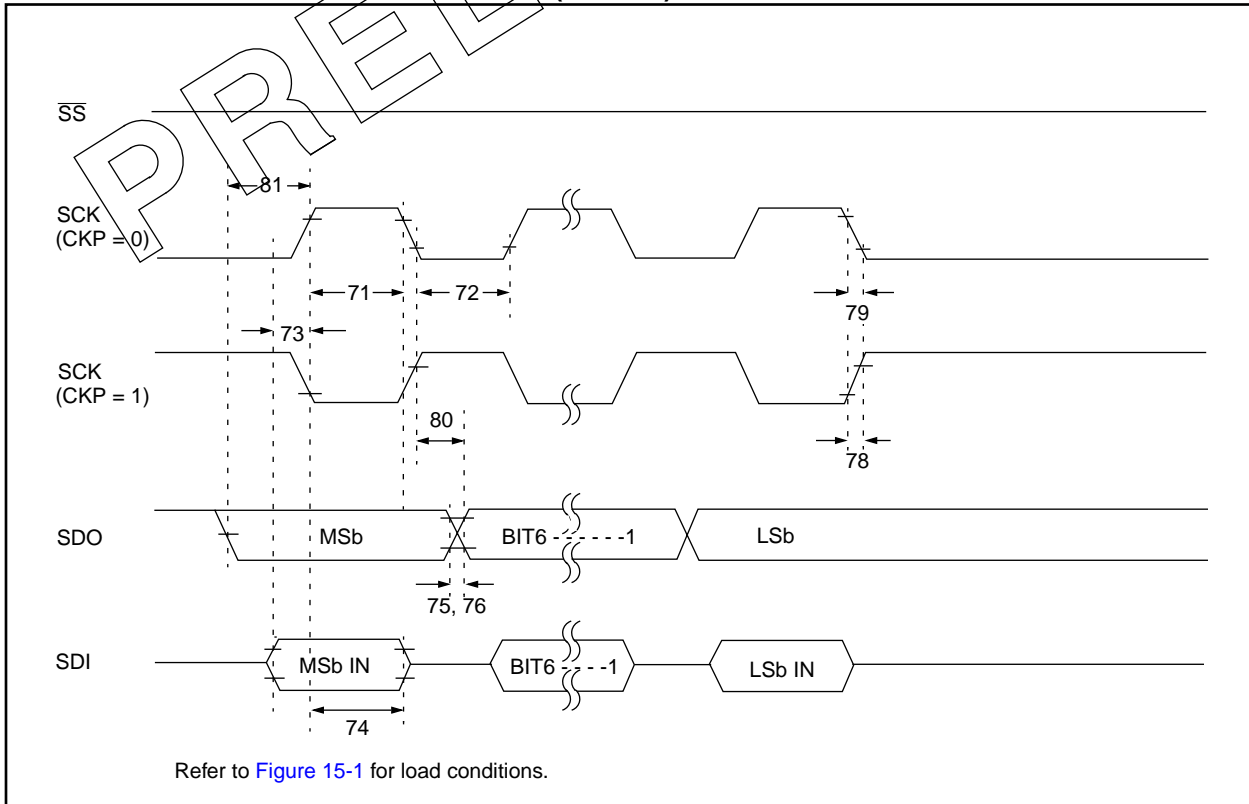 PREL
SS
81
SCK
(CKP = 0)
71
72
79
73
SCK
(CKP = 1)
80
78
SDO
MSb
BIT6 - - - - - -1
LSb
75, 76
SDI
MSb IN
BIT6 - - - -1
LSb IN
74
Refer to Figure 15-1 for load conditions.